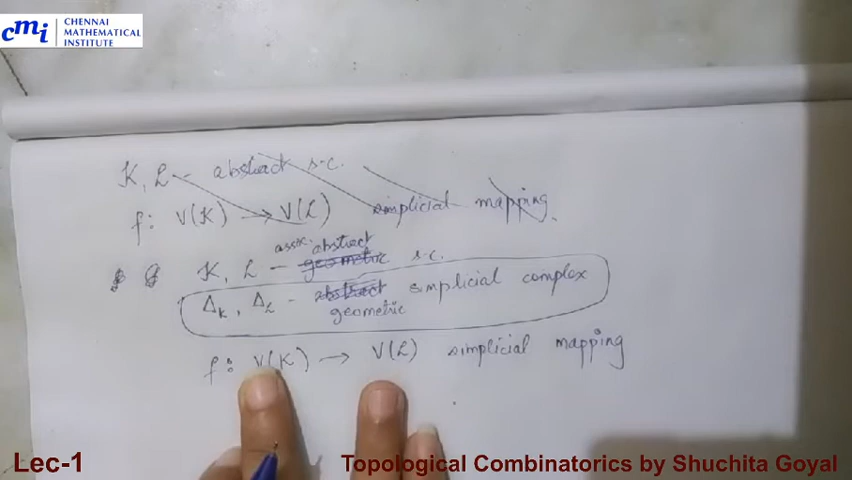 cmi CHENNAI
MATHEMATICAL
INSTITUTE
K, L - abstract s.c.
f: V(K) → V(L) simplicial mapping.
assoc. abstract
K, L - geometric s.c.
Δ_K, Δ_L - abstract simplicial complex
geometric
f: V(K) → V(L) simplicial mapping
Lec-1
Topological Combinatorics by Shuchita Goyal